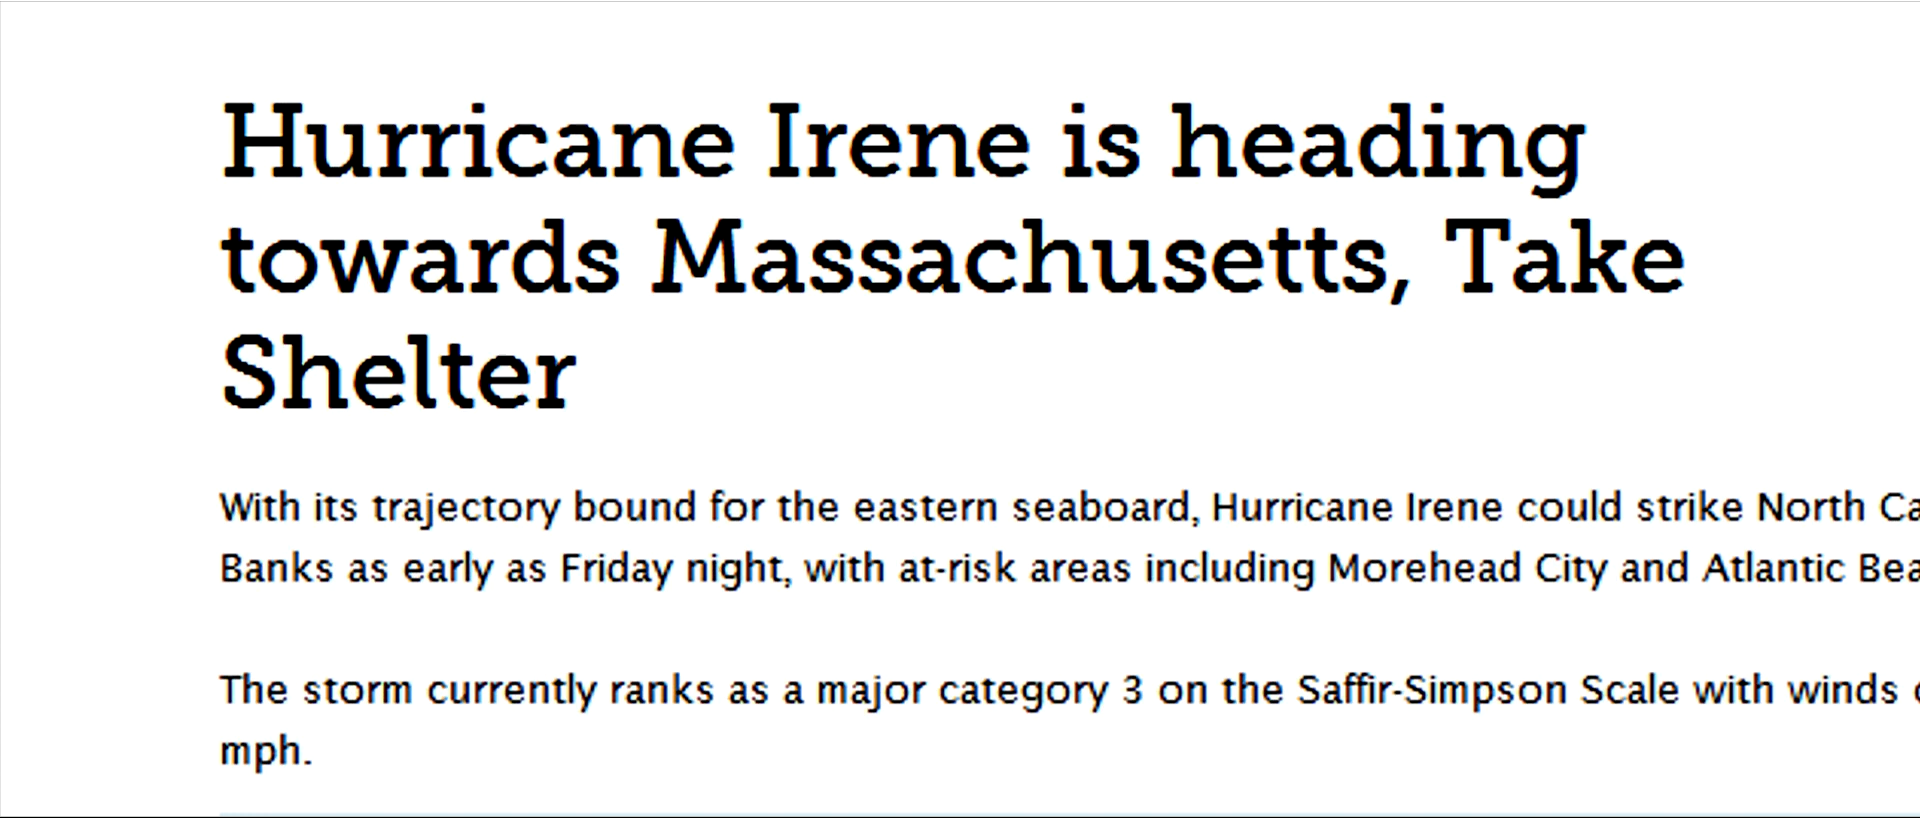 Hurricane Irene is heading
towards Massachusetts, Take
Shelter
With its trajectory bound for the eastern seaboard, Hurricane Irene could strike North
Banks as early as Friday night, with at-risk areas including Morehead City and Atlantic
The storm currently ranks as a major category 3 on the Saffir-Simpson Scale with winds
mph.